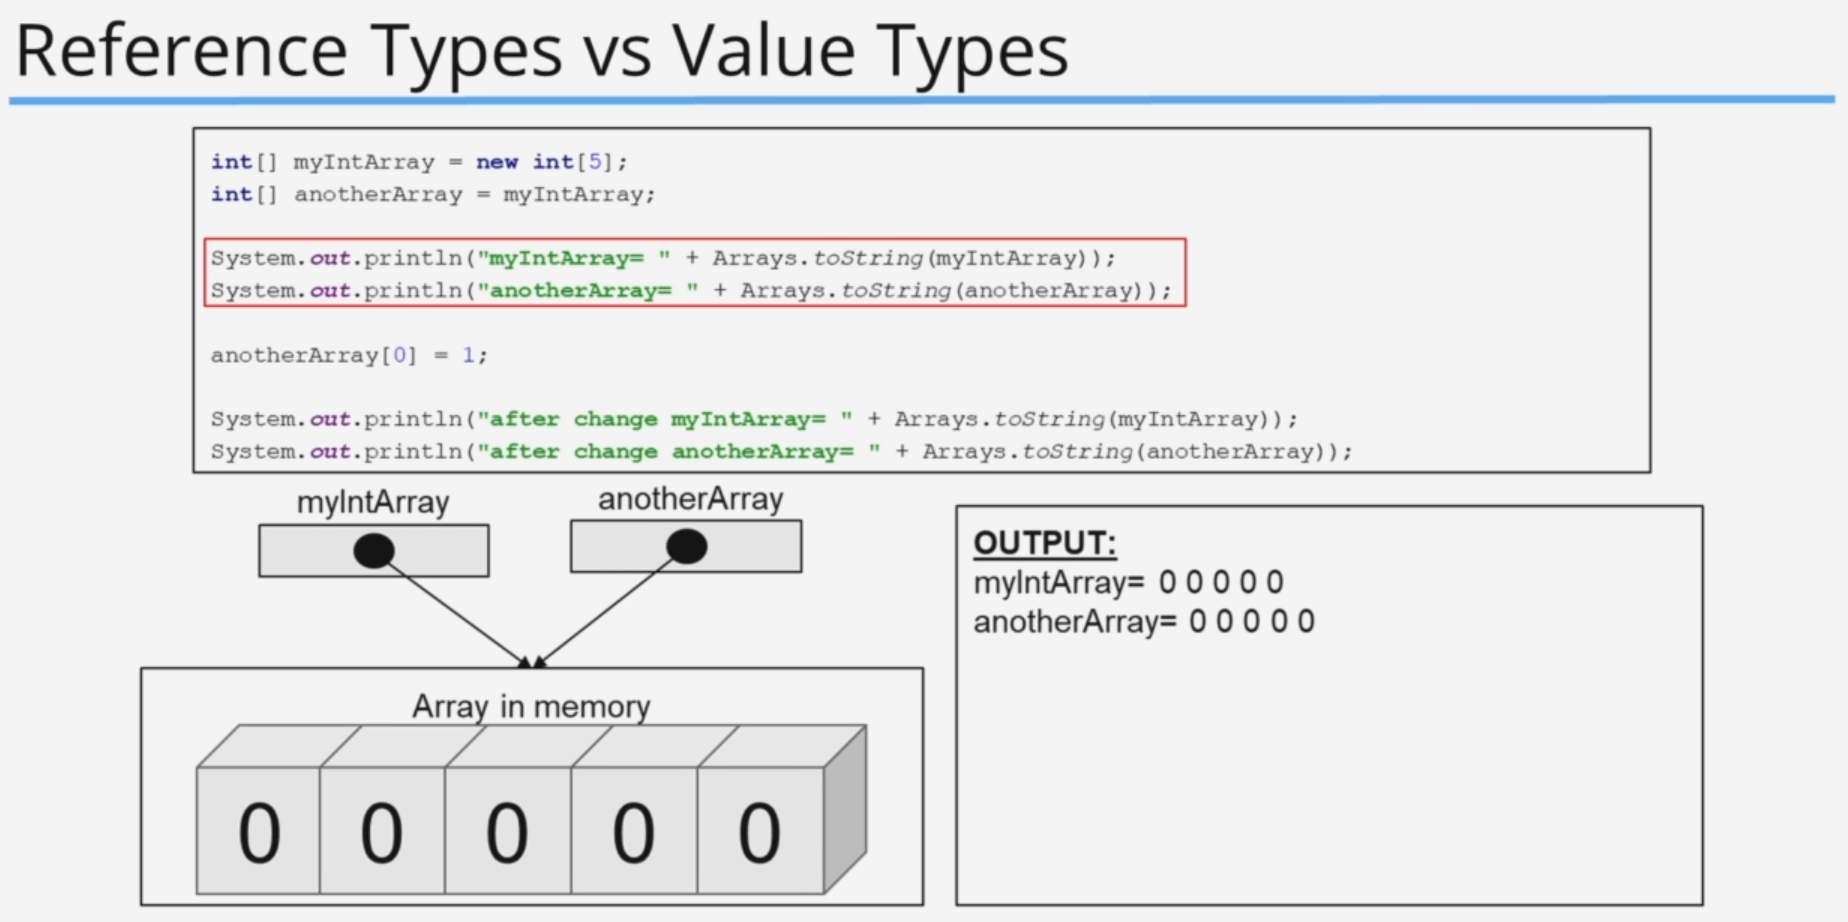 Reference Types vs Value Types
int[] myIntArray = new int[5];
int[] anotherArray = myIntArray;
System.out.println("myIntArray= " + Arrays.toString(myIntArray));
System.out.println("anotherArray= " + Arrays.toString(anotherArray));
anotherArray[0] = 1;
System.out.println("after change myIntArray= " + Arrays.toString(myIntArray));
System.out.println("after change anotherArray= " + Arrays.toString(anotherArray));
myIntArray
anotherArray
Array in memory
0 0 0 0 0
OUTPUT:
myIntArray= 0 0 0 0 0
anotherArray= 0 0 0 0 0